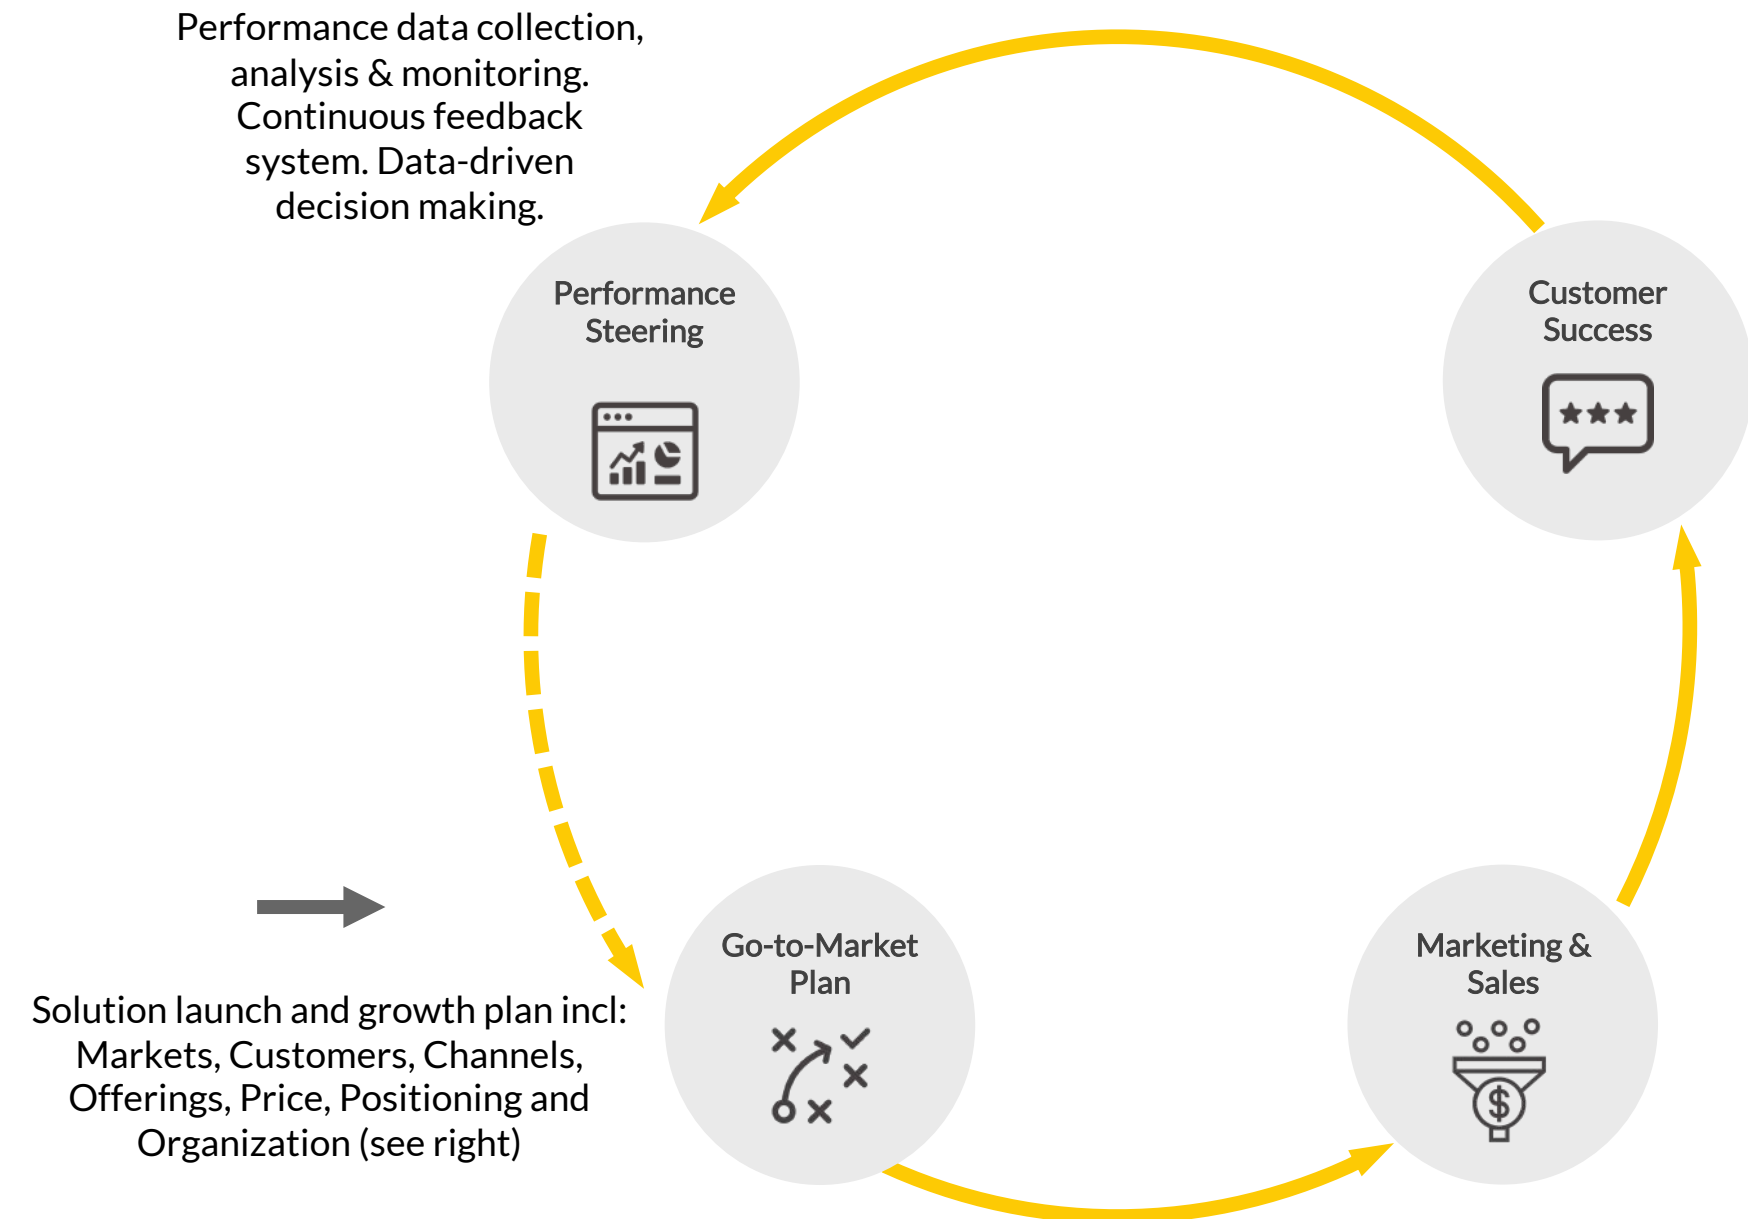 Performance data collection,
analysis & monitoring.
Continuous feedback
system. Data-driven
decision making.
Performance
Steering
Customer
Success
Go-to-Market
Plan
Marketing &
Sales
$
Solution launch and growth plan incl:
Markets, Customers, Channels,
Offerings, Price, Positioning and
Organization (see right)